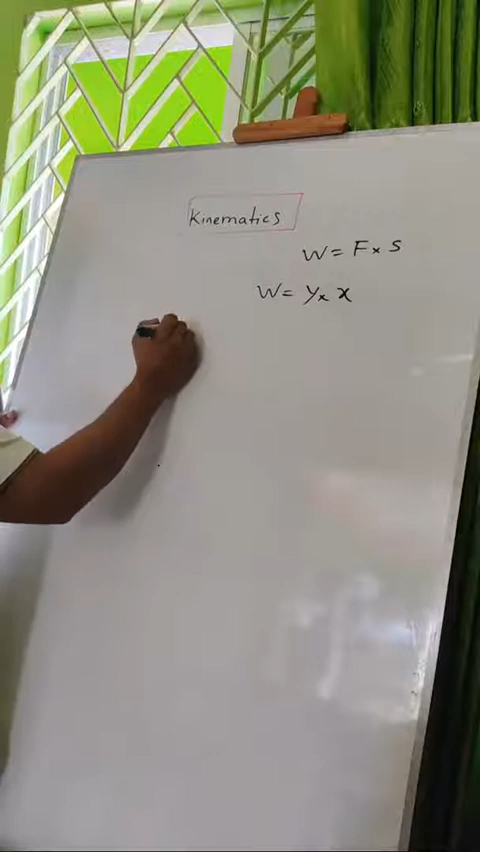 Kinematics
W = F × S
W = y × x